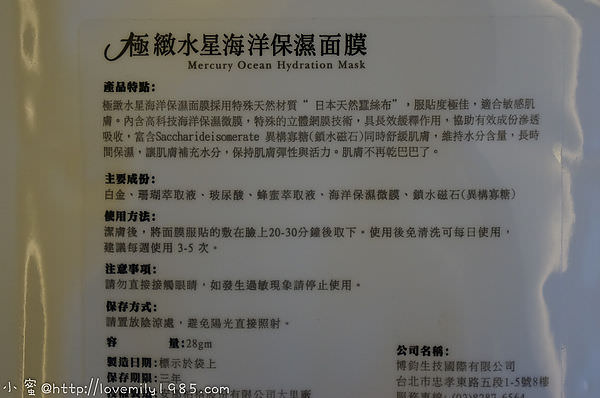 極緻水星海洋保濕面膜
Mercury Ocean Hydration Mask
產品特點:
極緻水星海洋保濕面膜採用特殊天然材質“ 日本天然蠶絲布”，服貼度極佳，適合敏感肌
膚。內含高科技海洋保濕微膜，特殊的立體網膜技術，具長效緩釋作用，協助有效成份滲透
吸收，富含Saccharideisomerate 異構寡糖(鎖水磁石)同時舒緩肌膚，維持水分含量，長時
間保濕，讓肌膚補充水分，保持肌膚彈性與活力。肌膚不再乾巴巴了。
主要成份:
白金、珊瑚萃取液、玻尿酸、蜂蜜萃取液、海洋保濕微膜、鎖水磁石(異構寡糖)
使用方法:
潔膚後，將面膜服貼的敷在臉上20-30分鐘後取下。使用後免清洗可每日使用，
建議每週使用 3-5 次。
注意事項:
請勿直接接觸眼睛，如發生過敏現象請停止使用。
保存方式:
請置放陰涼處，避免陽光直接照射。
容 量:28gm
製造日期:標示於袋上
保存期限:三年
公司名稱:
博鈞生技國際有限公司
台北市忠孝東路五段1-5號8樓
服務專線:(02)8287-6564
小蜜@http://lovemily1985.com/